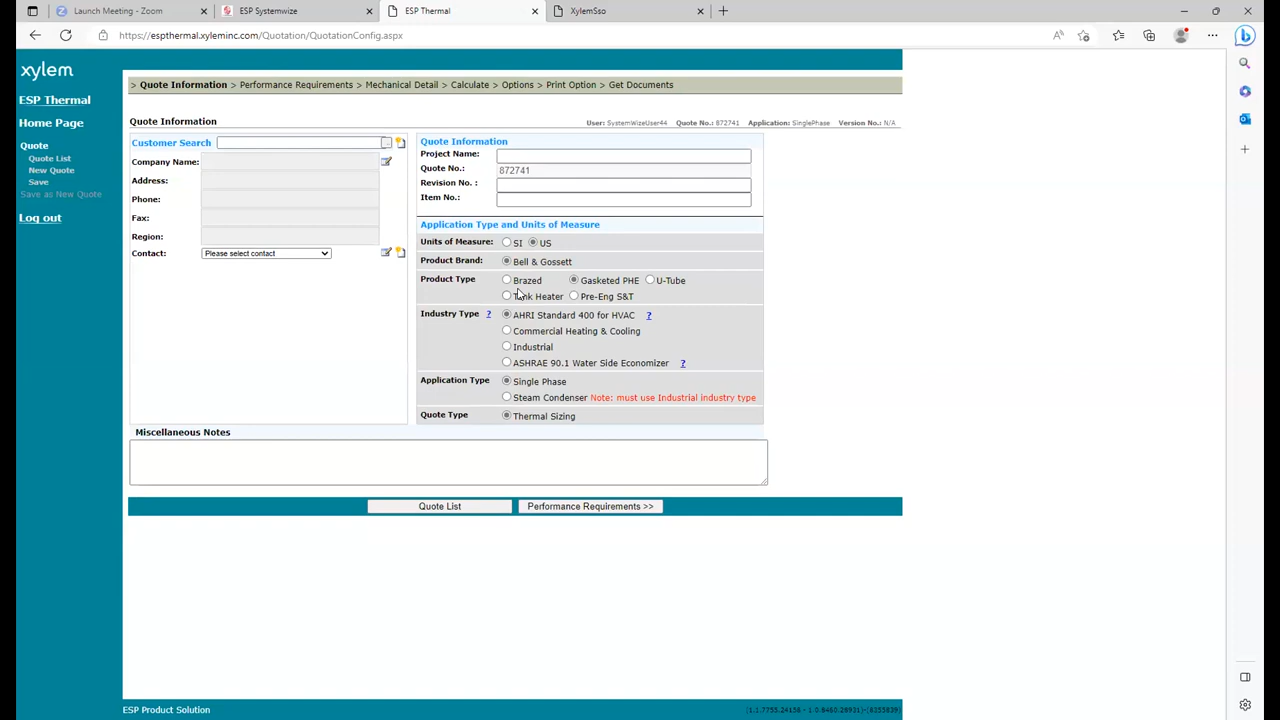 Launch Meeting - Zoom
ESP Systemwize
ESP Thermal
XylemSso
https://espthermal.xyleminc.com/Quotation/QuotationConfig.aspx
xylem
ESP Thermal
Home Page
Quote
Quote List
New Quote
Save
Save as New Quote
Log out
> Quote Information > Performance Requirements > Mechanical Detail > Calculate > Options > Print Option > Get Documents
Quote Information
User: SystemWizeUser44 Quote No.: 872741 Application: SinglePhase Version No.: N/A
Customer Search
Company Name:
Address:
Phone:
Fax:
Region:
Contact: Please select contact
Quote Information
Project Name:
Quote No.: 872741
Revision No. :
Item No.:
Application Type and Units of Measure
Units of Measure: SI US
Product Brand: Bell & Gossett
Product Type Brazed Gasketed PHE U-Tube
Tank Heater Pre-Eng S&T
Industry Type ? AHRI Standard 400 for HVAC ?
Commercial Heating & Cooling
Industrial
ASHRAE 90.1 Water Side Economizer ?
Application Type Single Phase
Steam Condenser Note: must use Industrial industry type
Quote Type Thermal Sizing
Miscellaneous Notes
Quote List Performance Requirements >>
ESP Product Solution